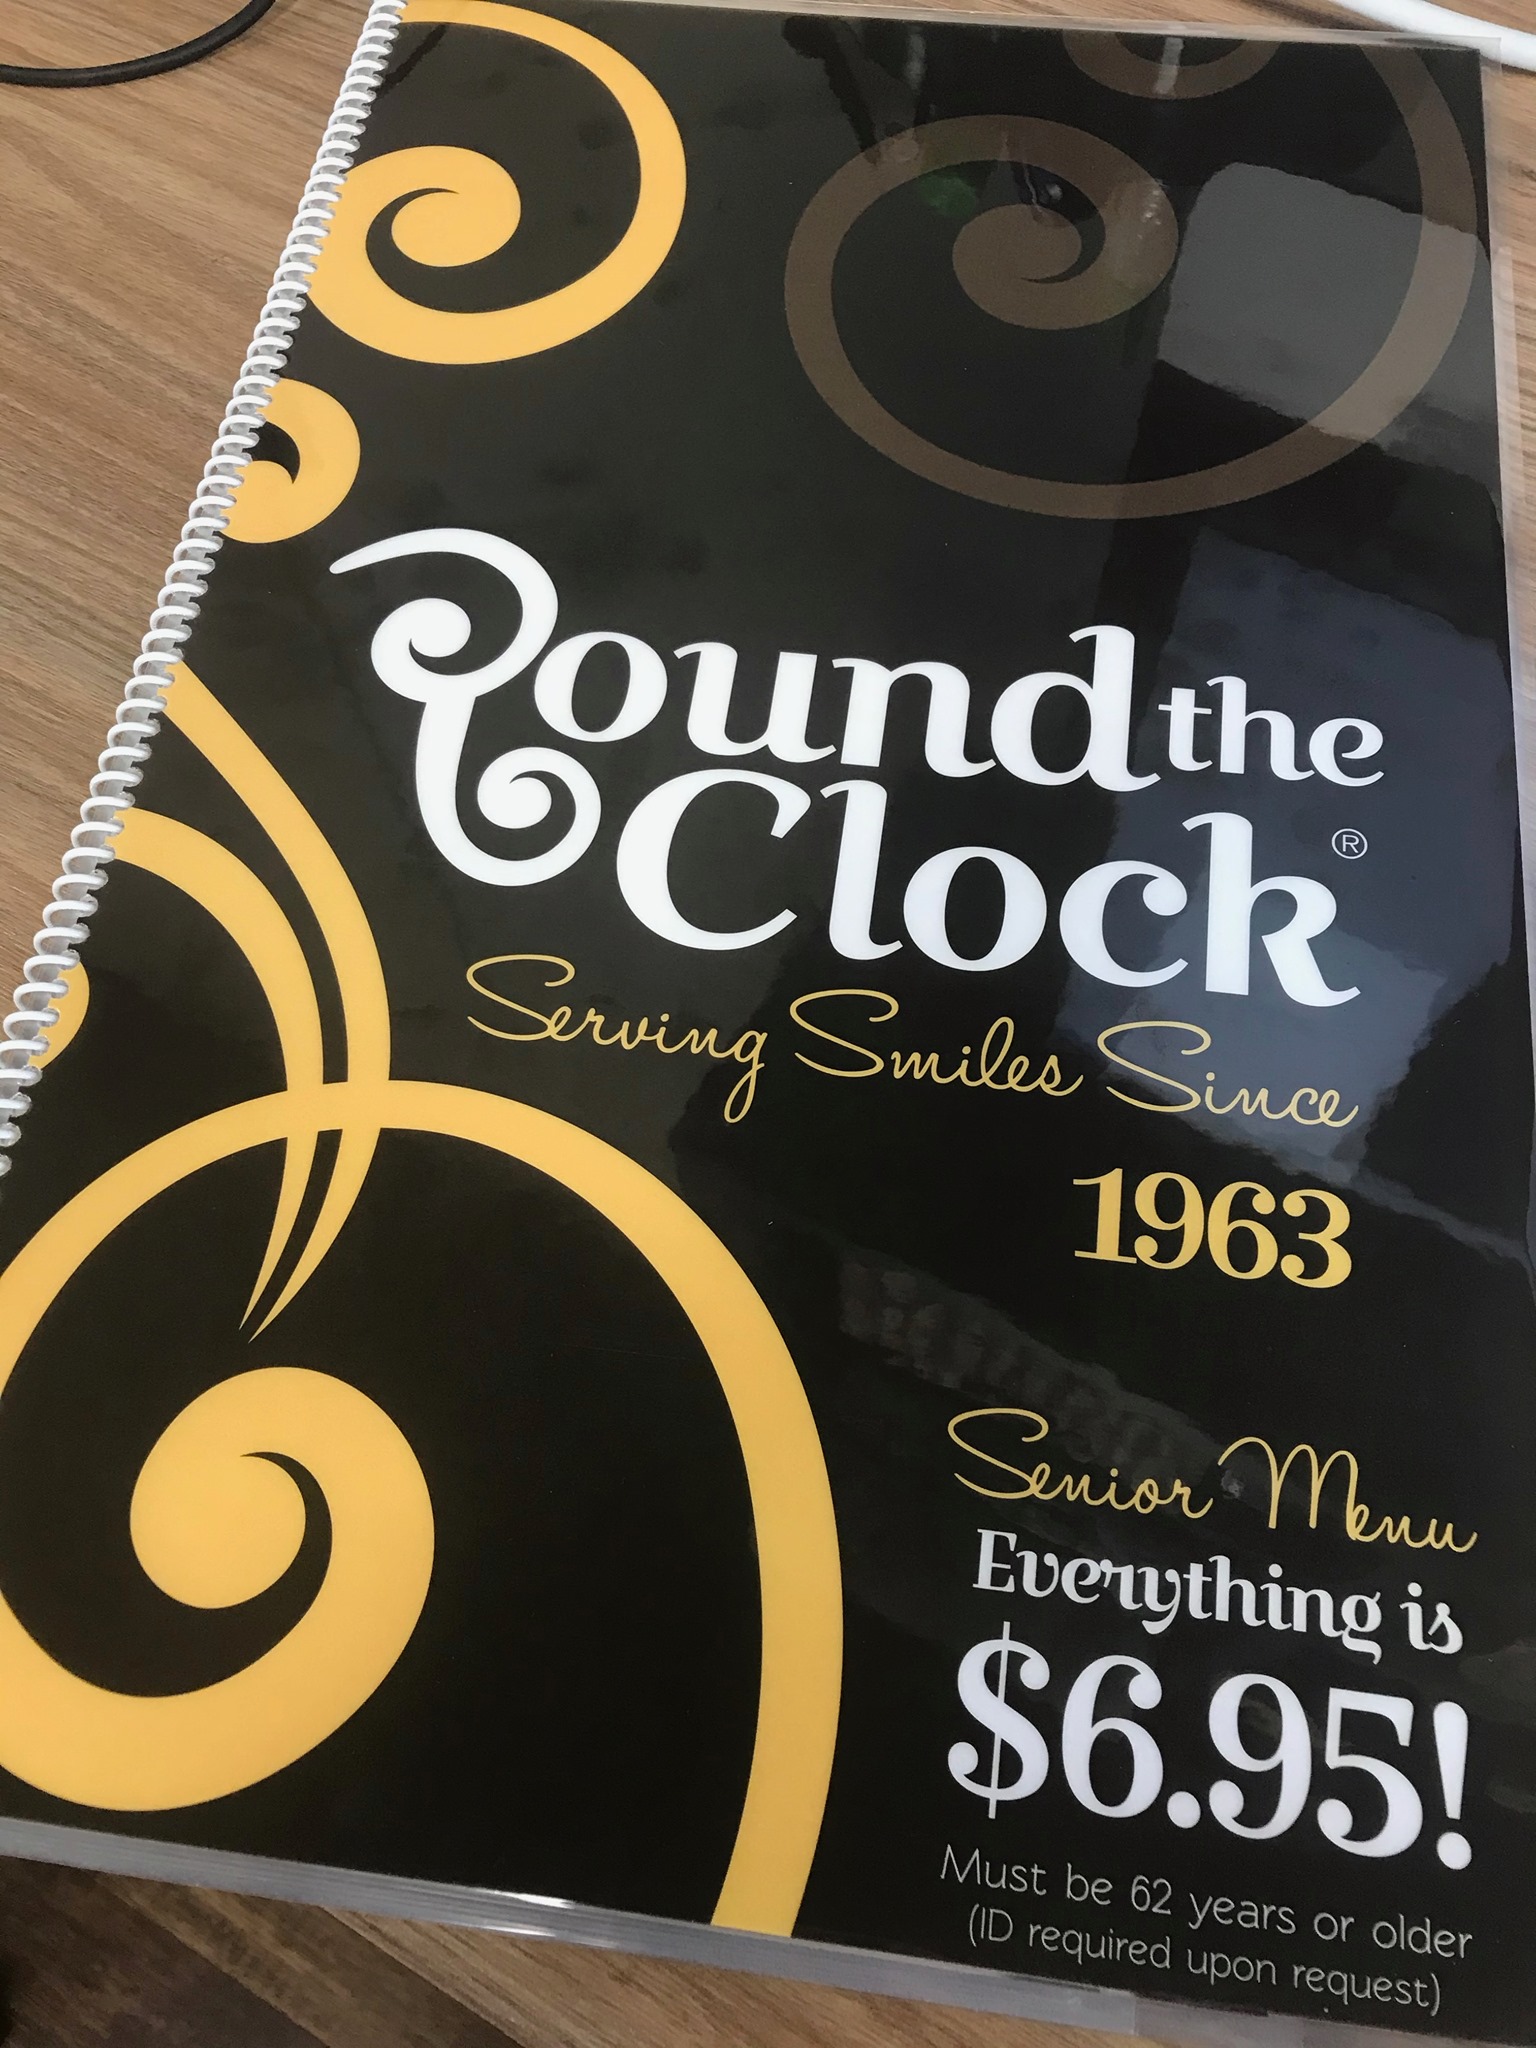 Round the
Clock®
Serving Smiles Since
1963
Senior Menu
Everything is
$6.95!
Must be 62 years or older
(ID required upon request)